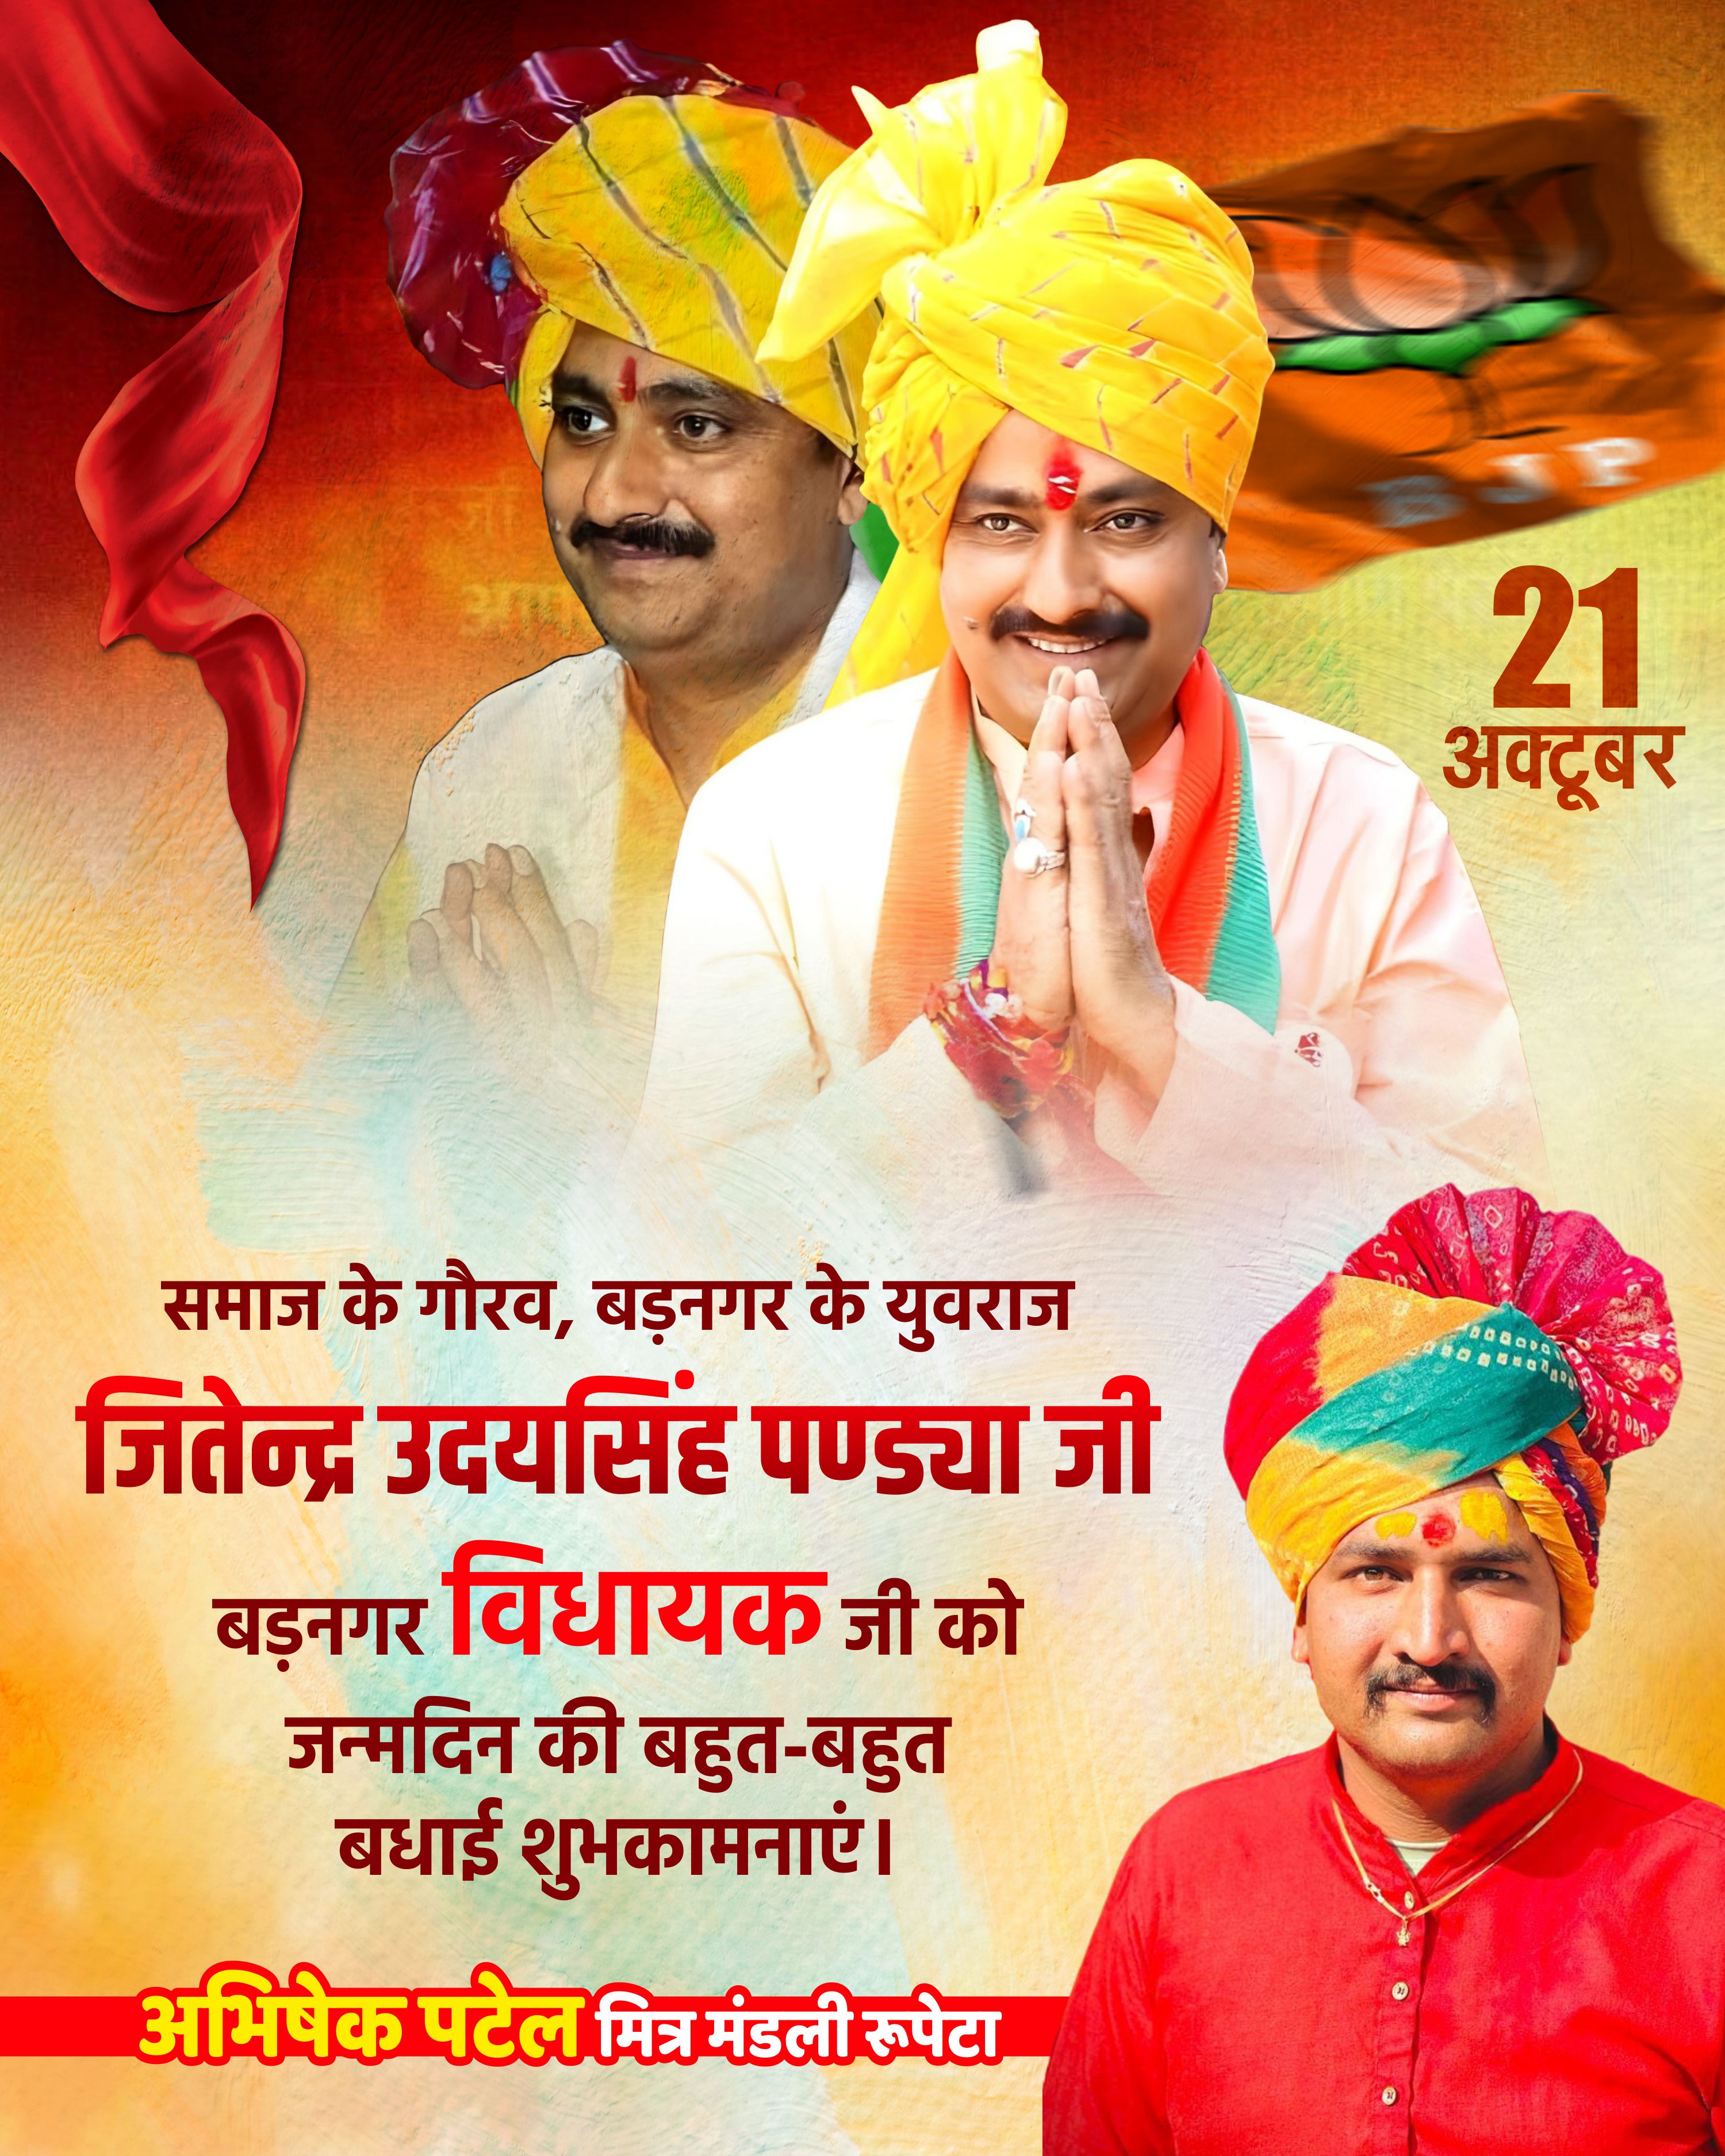 BJP
21
अक्टूबर
समाज के गौरव, बड़नगर के युवराज
जितेन्द्र उदयसिंह पण्ड्या जी
बड़नगर विधायक जी को
जन्मदिन की बहुत-बहुत
बधाई शुभकामनाएं।
अभिषेक पटेल मित्र मंडली रूपेटा